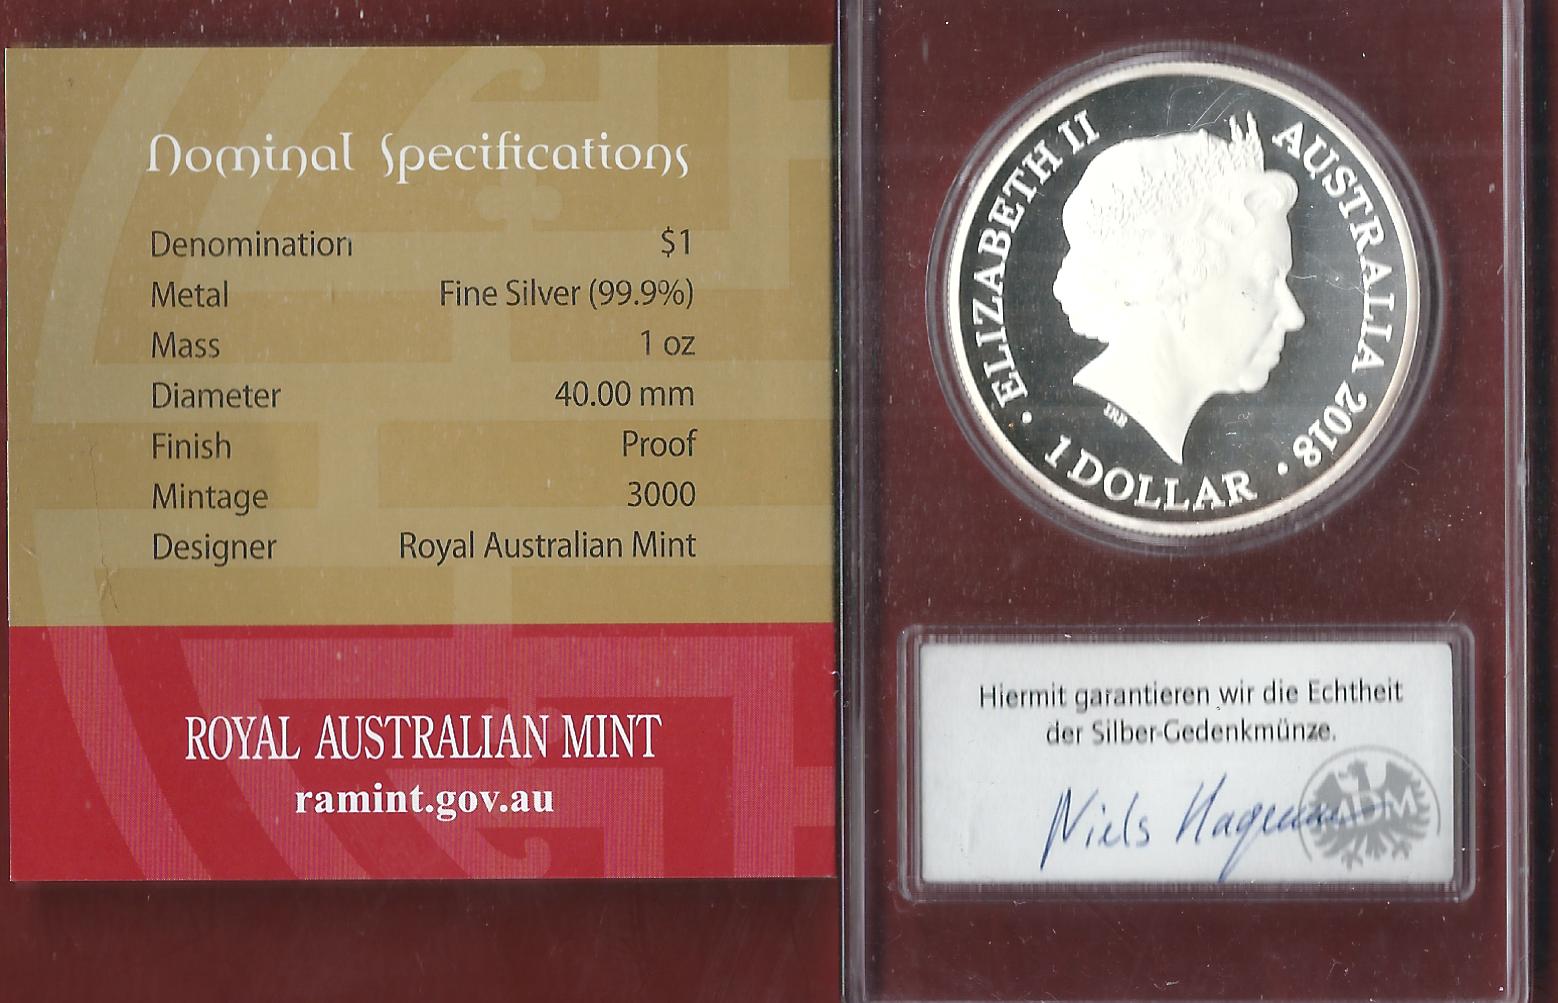 Nominal Specifications
Denomination $1
Metal Fine Silver (99.9%)
Mass 1 oz
Diameter 40.00 mm
Finish Proof
Mintage 3000
Designer Royal Australian Mint
ROYAL AUSTRALIAN MINT
ramint.gov.au
ELIZABETH II
AUSTRALIA 2018
1 DOLLAR
IRB
Hiermit garantieren wir die Echtheit
der Silber-Gedenkmünze.
Niels
MDM